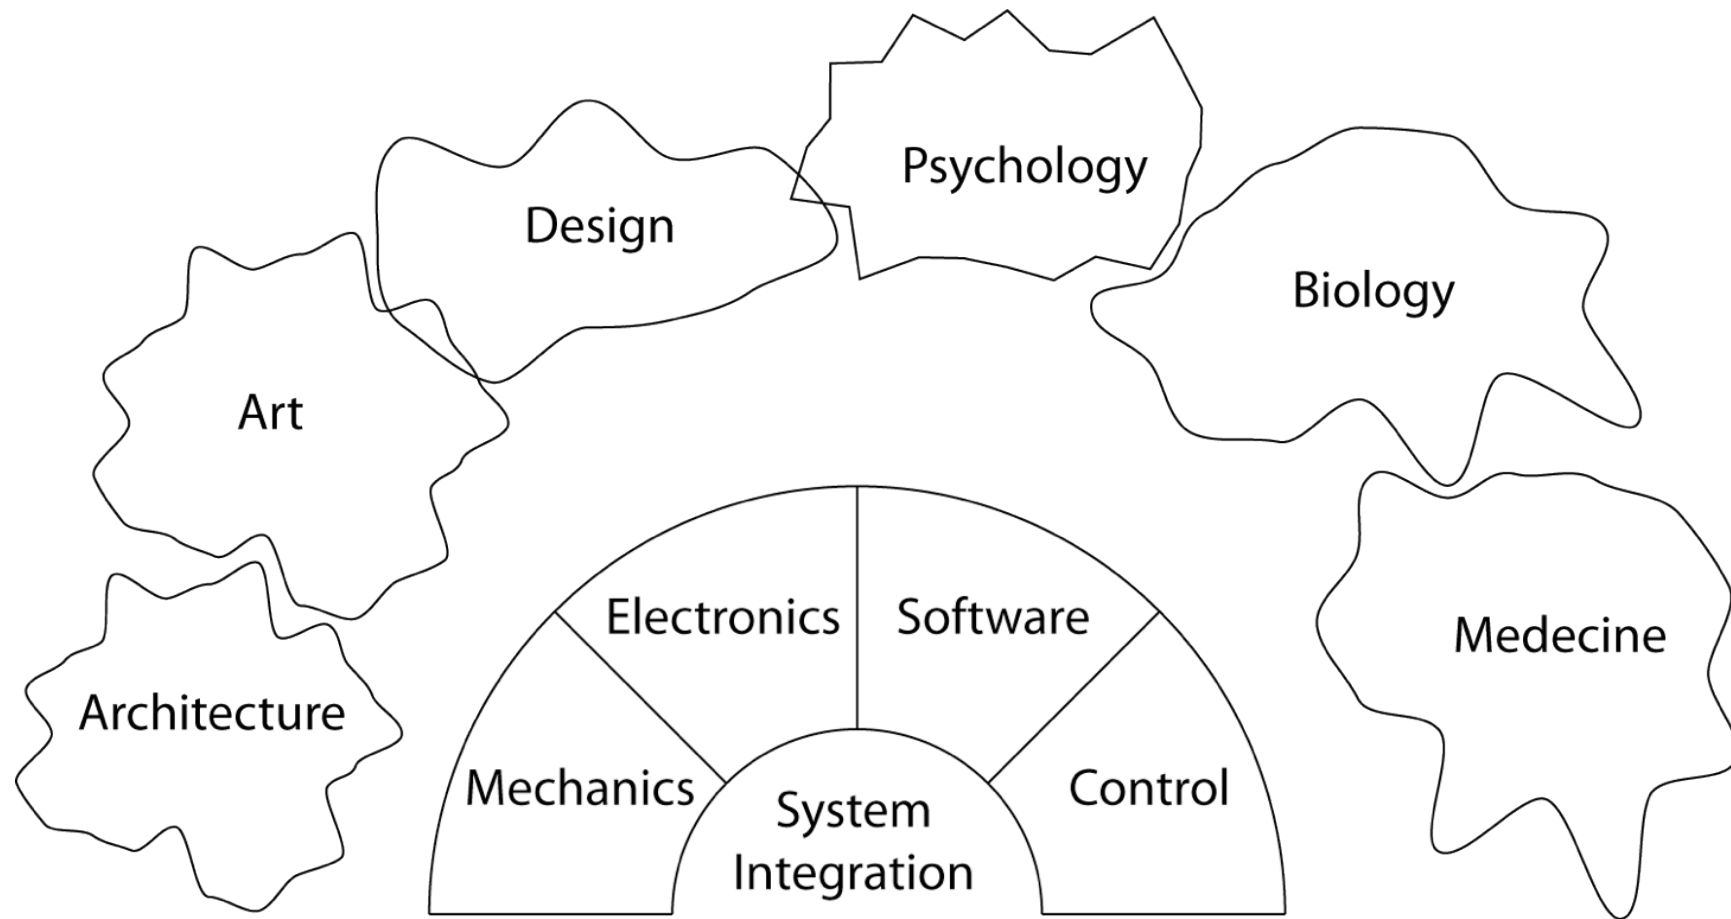 Psychology
Design
Biology
Art
Electronics
Software
Medecine
Architecture
Mechanics
Control
System
Integration